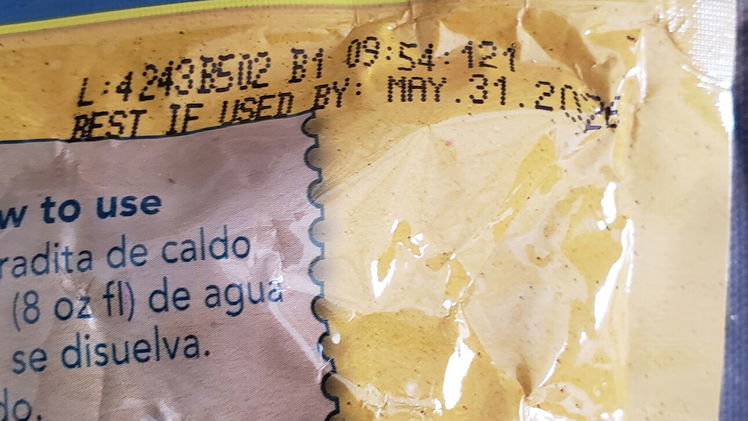 L:4243B502 B1 09:54:121
BEST IF USED BY: MAY.31.2026
w to use
radita de caldo
(8 oz fl) de agua
se disuelva.
do.